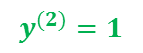 y⁽²⁾ = 1